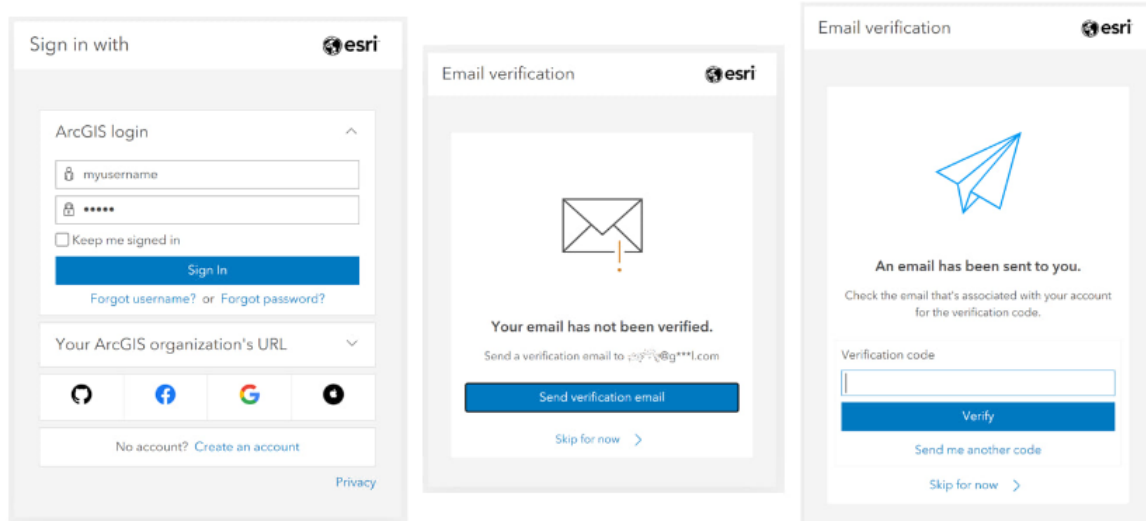 Sign in with
esri
ArcGIS login
myusername
•••••
Keep me signed in
Sign In
Forgot username? or Forgot password?
Your ArcGIS organization's URL
No account? Create an account
Privacy
Email verification
esri
Your email has not been verified.
Send a verification email to @g***l.com
Send verification email
Skip for now
Email verification
esri
An email has been sent to you.
Check the email that's associated with your account
for the verification code.
Verification code
Verify
Send me another code
Skip for now